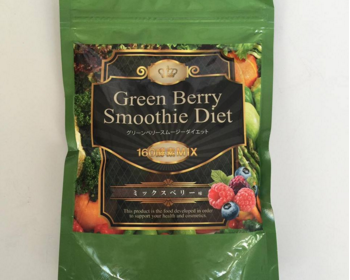 Green Berry
Smoothie Diet
グリーンベリースムージーダイエット
ミックスベリー味
This product is the food developed in order
to support your health and cosmetics.